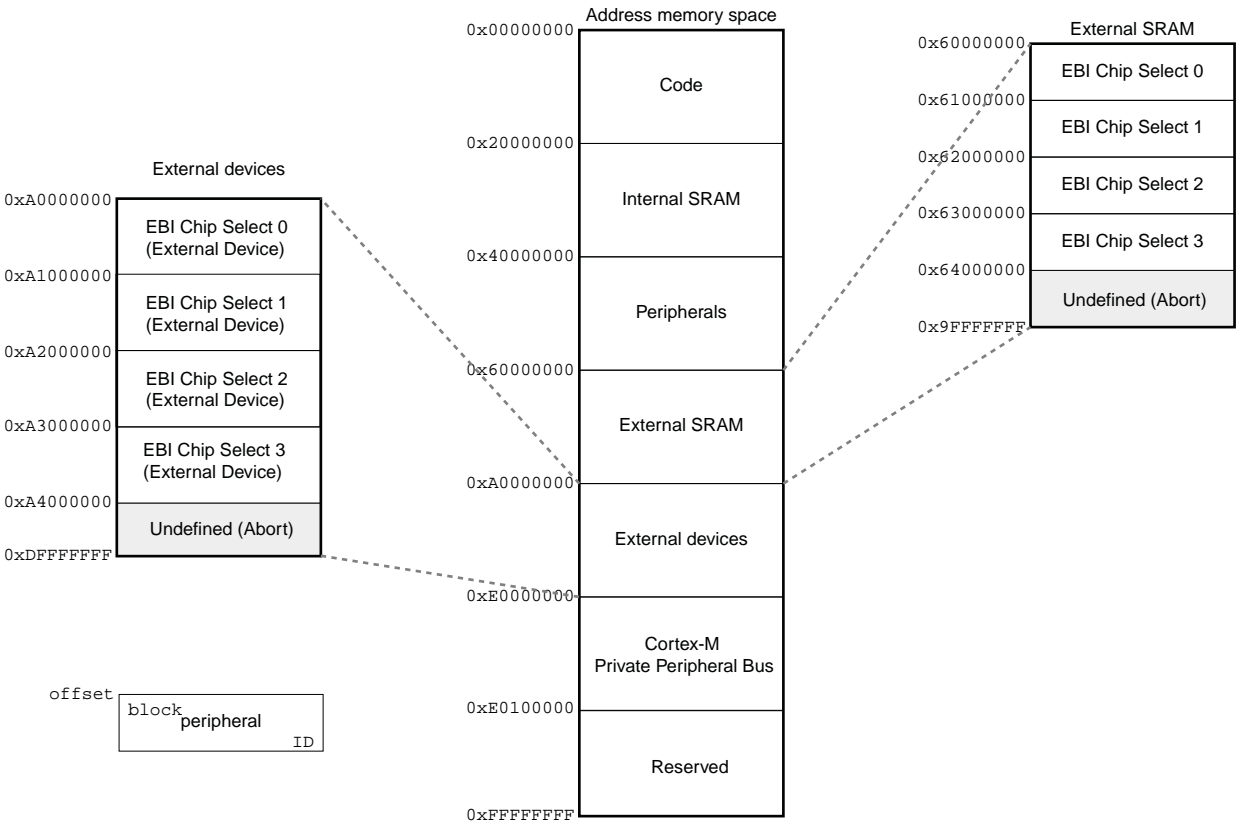 Address memory space
0x00000000
Code
0x20000000
Internal SRAM
0x40000000
Peripherals
0x60000000
External SRAM
0xA0000000
External devices
0xE0000000
Cortex-M
Private Peripheral Bus
0xE0100000
Reserved
0xFFFFFFFF
External devices
0xA0000000
EBI Chip Select 0
(External Device)
0xA1000000
EBI Chip Select 1
(External Device)
0xA2000000
EBI Chip Select 2
(External Device)
0xA3000000
EBI Chip Select 3
(External Device)
0xA4000000
Undefined (Abort)
0xDFFFFFFF
offset
block
peripheral
ID
External SRAM
0x60000000
EBI Chip Select 0
0x61000000
EBI Chip Select 1
0x62000000
EBI Chip Select 2
0x63000000
EBI Chip Select 3
0x64000000
Undefined (Abort)
0x9FFFFFFF